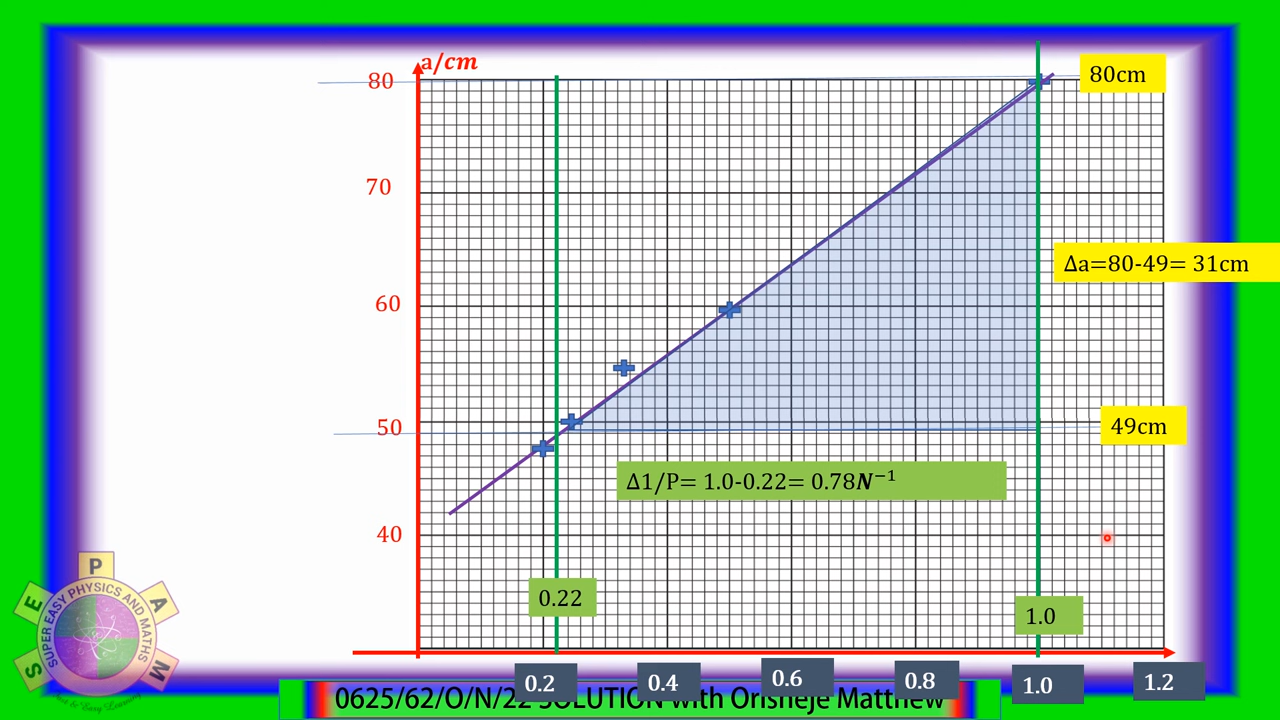 a/cm
80
80cm
70
Δa=80-49= 31cm
60
50
49cm
Δ1/P= 1.0-0.22= 0.78N⁻¹
40
0.22
1.0
0.2
0.4
0.6
0.8
1.0
1.2
0625/62/O/N/22 SOLUTION with Orisheje Matthew
S
E
P
A
M
SUPER EASY PHYSICS AND MATHS